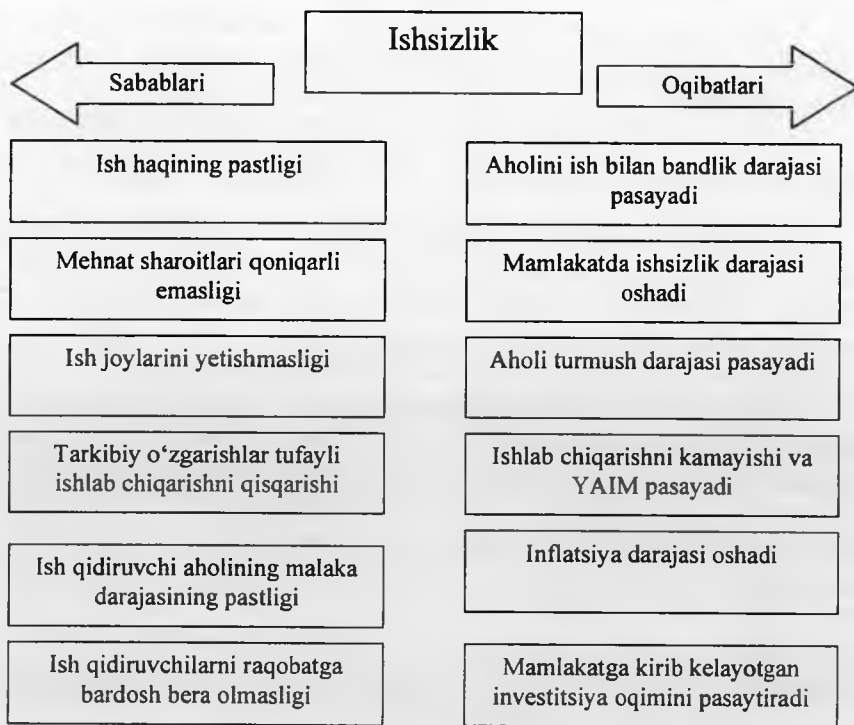 Ishsizlik
Sabablari
Oqibatlari
Ish haqining pastligi
Mehnat sharoitlari qoniqarli
emasligi
Ish joylarini yetishmasligi
Tarkibiy o‘zgarishlar tufayli
ishlab chiqarishni qisqarishi
Ish qidiruvchi aholining malaka
darajasining pastligi
Ish qidiruvchilarni raqobatga
bardosh bera olmasligi
Aholini ish bilan bandlik darajasi
pasayadi
Mamlakatda ishsizlik darajasi
oshadi
Aholi turmush darajasi pasayadi
Ishlab chiqarishni kamayishi va
YAIM pasayadi
Inflatsiya darajasi oshadi
Mamlakatga kirib kelayotgan
investitsiya oqimini pasaytiradi